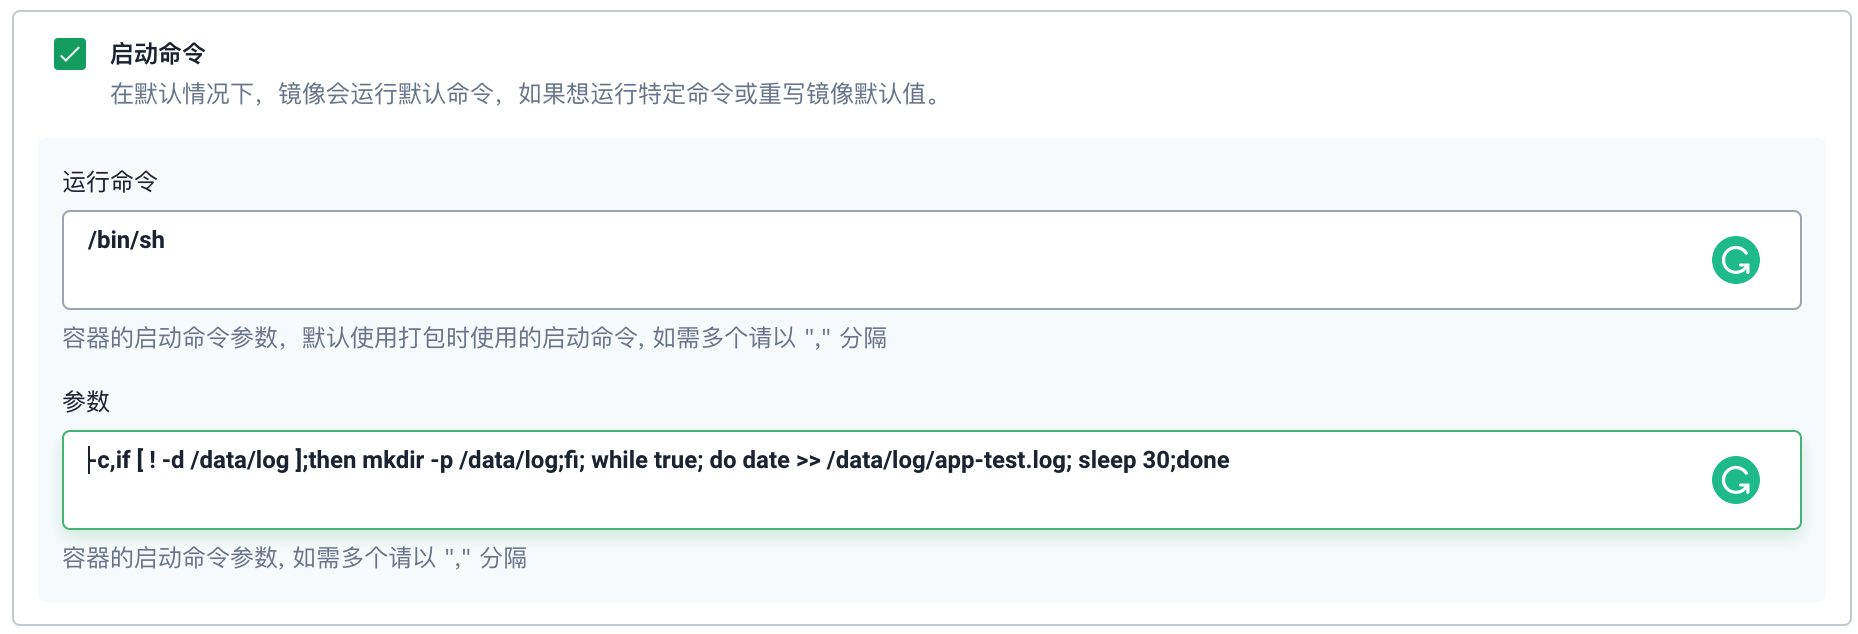 启动命令
在默认情况下，镜像会运行默认命令，如果想运行特定命令或重写镜像默认值。
运行命令
/bin/sh
容器的启动命令参数，默认使用打包时使用的启动命令, 如需多个请以 "," 分隔
参数
-c,if [ ! -d /data/log ];then mkdir -p /data/log;fi; while true; do date >> /data/log/app-test.log; sleep 30;done
容器的启动命令参数, 如需多个请以 "," 分隔